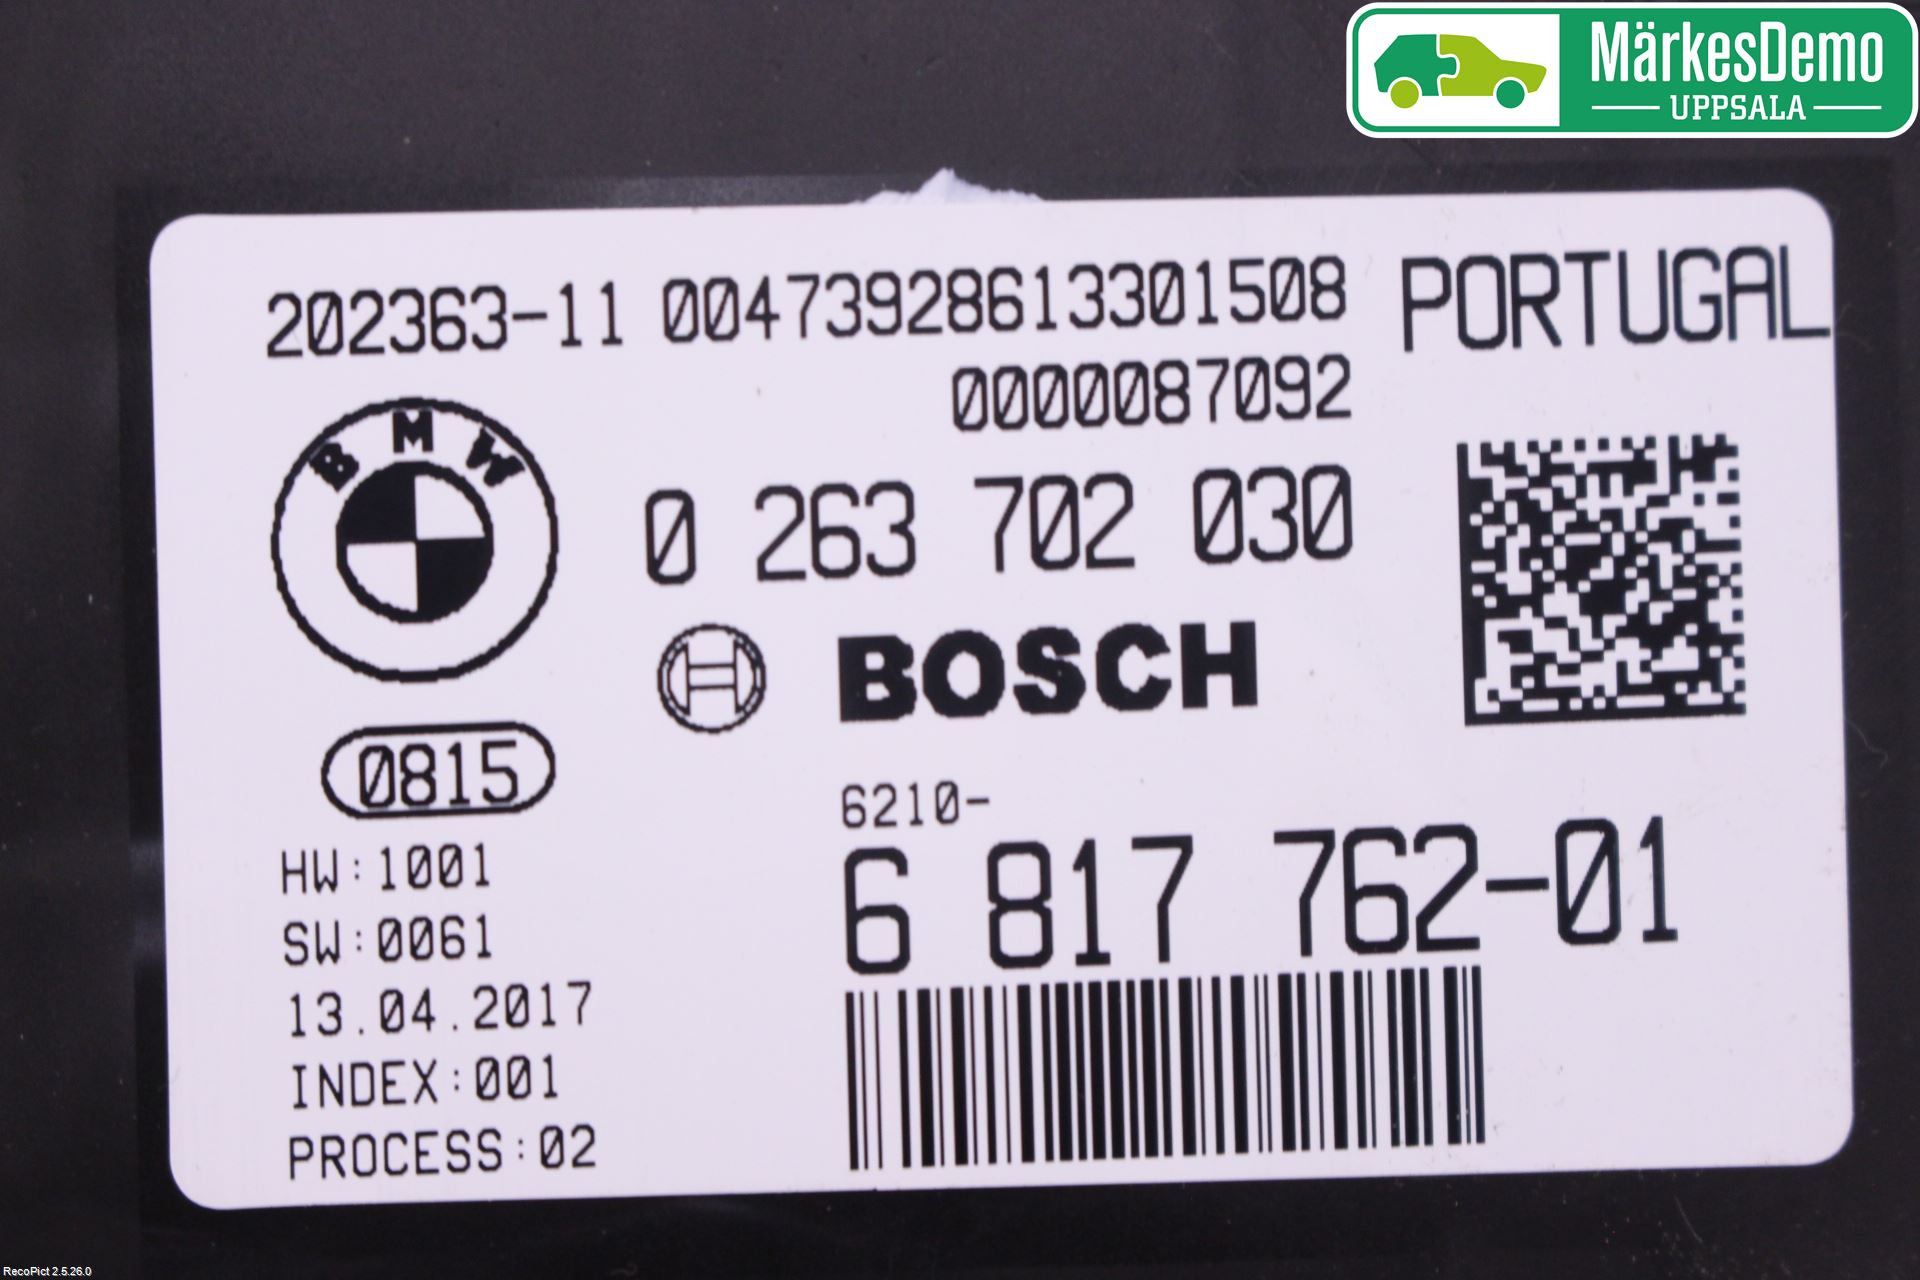 MärkesDemo
UPPSALA
202363-11 00473928613301508 PORTUGAL
0000087092
BMW
0 263 702 030
BOSCH
0815
6210-
6 817 762-01
HW:1001
SW:0061
13.04.2017
INDEX:001
PROCESS:02
RecoPict 2.5.26.0